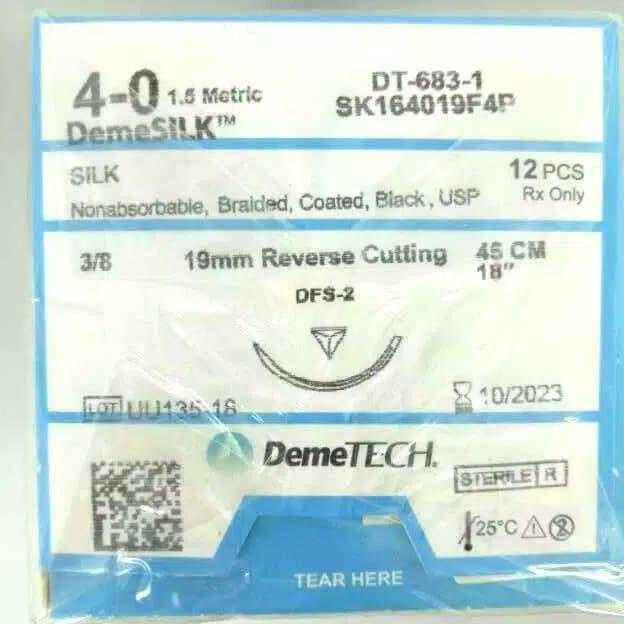 4-0 1.5 Metric
DT-683-1
DemeSILK™
SK164019F4P
SILK
12 PCS
Nonabsorbable, Braided, Coated, Black, USP
Rx Only
3/8
19mm Reverse Cutting
45 CM
18"
DFS-2
LOT UU135-18
10/2023
DemeTECH®
STERILE R
25°C
TEAR HERE